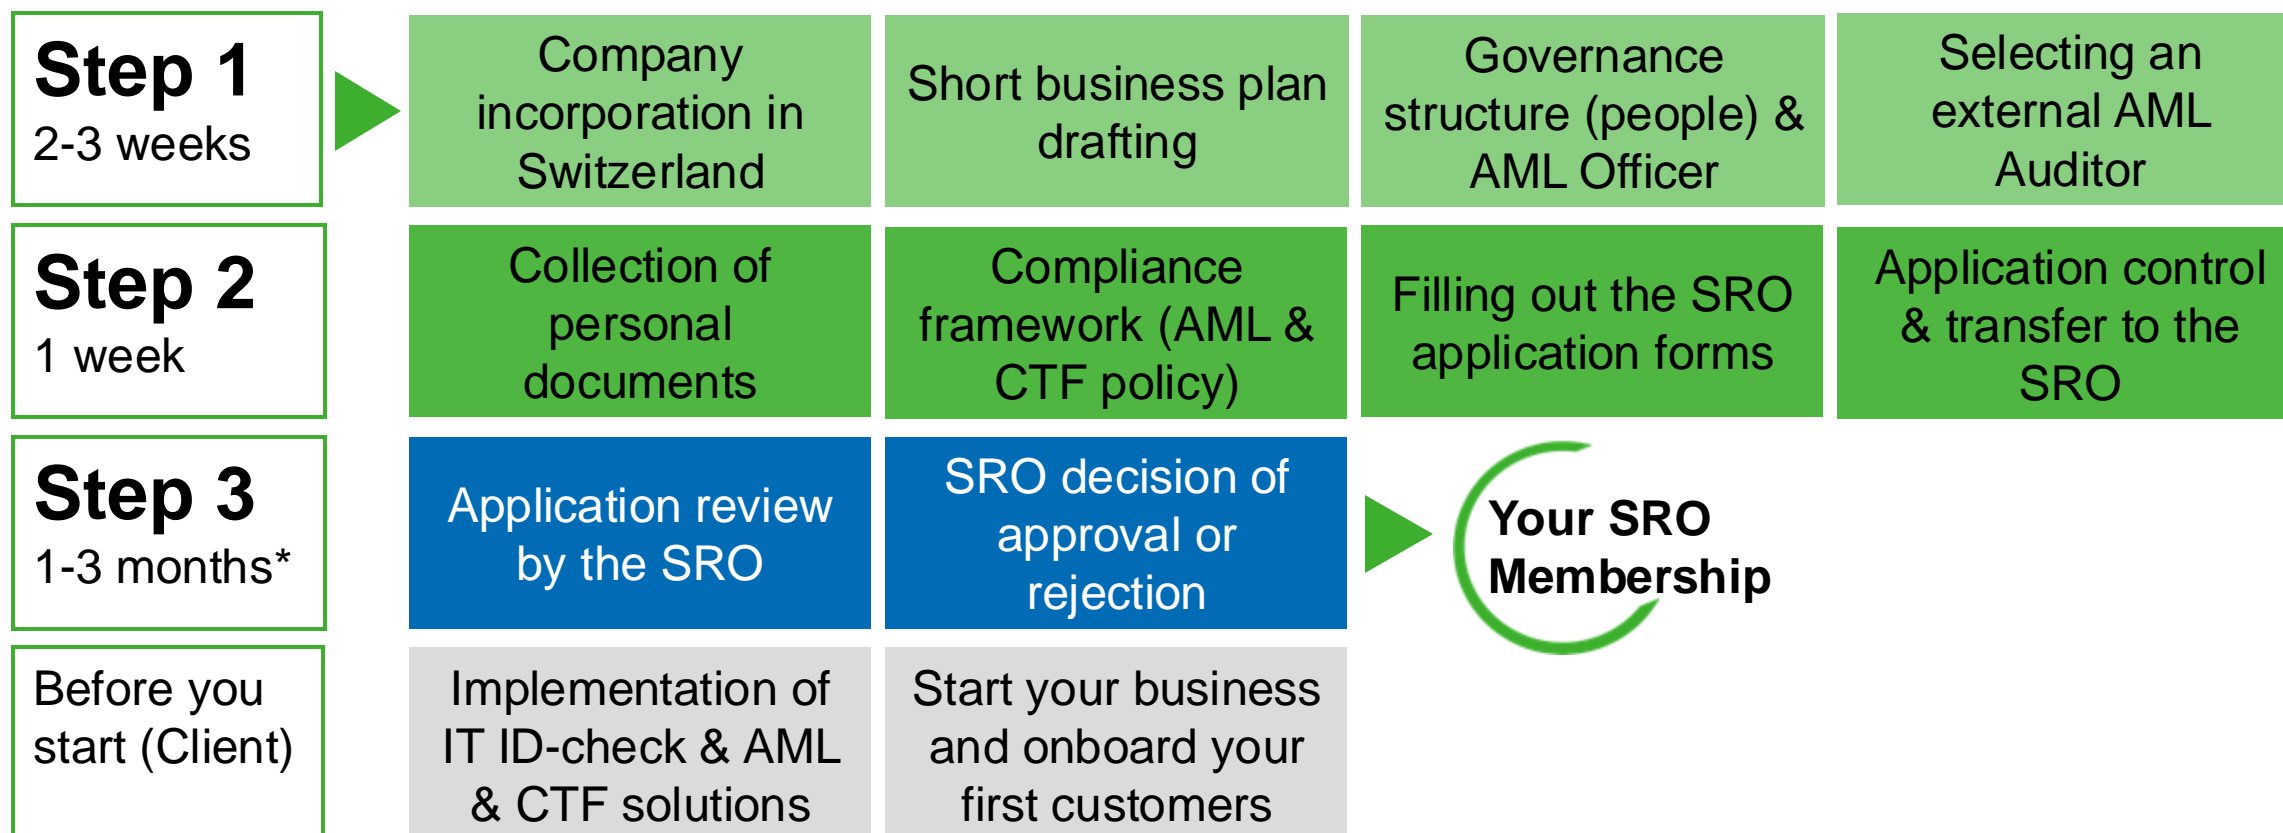 Step 1
2-3 weeks
Company
incorporation in
Switzerland
Short business plan
drafting
Governance
structure (people) &
AML Officer
Selecting an
external AML
Auditor
Step 2
1 week
Collection of
personal
documents
Compliance
framework (AML &
CTF policy)
Filling out the SRO
application forms
Application control
& transfer to the
SRO
Step 3
1-3 months*
Application review
by the SRO
SRO decision of
approval or
rejection
Your SRO
Membership
Before you
start (Client)
Implementation of
IT ID-check & AML
& CTF solutions
Start your business
and onboard your
first customers